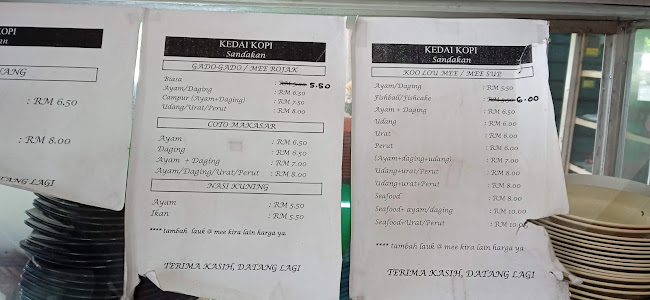 KOPI
Sandakan
TANG
: RM 6.50
: RM 8.00
DATANG LAGI
KEDAI KOPI
Sandakan
GADO-GADO / MEE ROJAK
Biasa 5.50
Ayam/Daging : RM 6.50
Campur (Ayam+Daging) : RM 7.50
Udang/Urat/Perut : RM 8.00
COTO MAKASAR
Ayam : RM 6.50
Daging : RM 6.50
Ayam + Daging : RM 7.00
Ayam/Daging/Urat/Perut : RM 8.00
NASI KUNING
Ayam : RM 5.50
Ikan : RM 5.50
**** tambah lauk @ mee kira lain harga ya
TERIMA KASIH, DATANG LAGI
KEDAI KOPI
Sandakan
KOO LOU MEE / MEE SUP
Ayam/Daging : RM 5.50
Fishball/Fishcake 6.00
Ayam + Daging : RM 6.50
Udang : RM 6.00
Urat : RM 6.00
Perut : RM 6.00
(Ayam+daging+udang) : RM 7.00
Udang+urat/Perut : RM 8.00
Udang+urat+Perut : RM 8.00
Seafood : RM 8.00
Seafood+ ayam/daging : RM 10.00
Seafood+Urat/Perut : RM 10.00
**** tambah lauk @ mee kira lain harga ya
TERIMA KASIH, DATANG LAGI